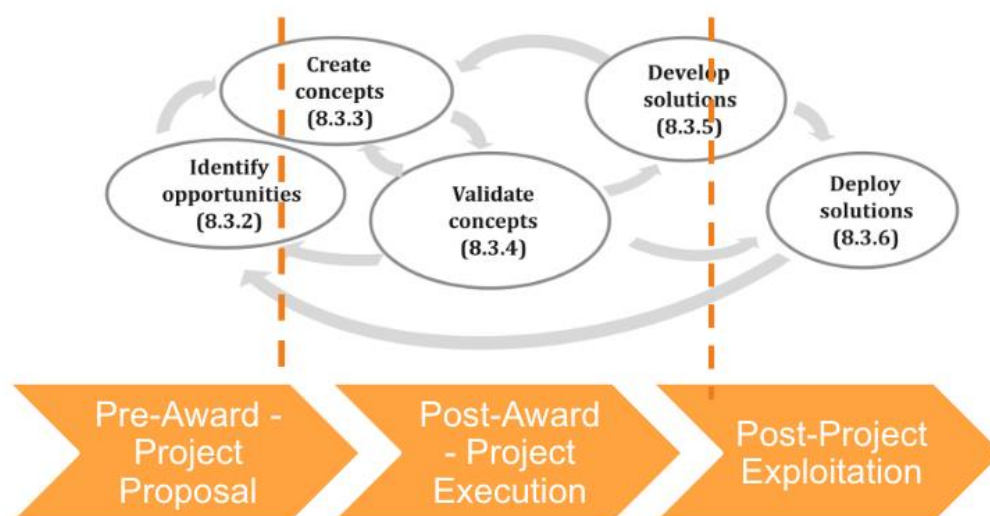 Create
concepts
(8.3.3)
Develop
solutions
(8.3.5)
Identify
opportunities
(8.3.2)
Validate
concepts
(8.3.4)
Deploy
solutions
(8.3.6)
Pre-Award -
Project
Proposal
Post-Award
- Project
Execution
Post-Project
Exploitation